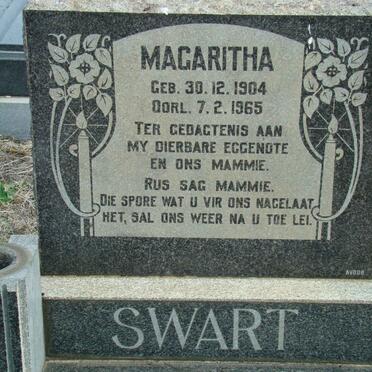 MAGARITHA
GEB. 30. 12. 1904
OORL. 7. 2. 1965
TER GEDAGTENIS AAN
MY DIERBARE EGGENOTE
EN ONS MAMMIE.
RUS SAG MAMMIE.
DIE SPORE WAT U VIR ONS NAGELAAT
HET, SAL ONS WEER NA U TOE LEI.
SWART